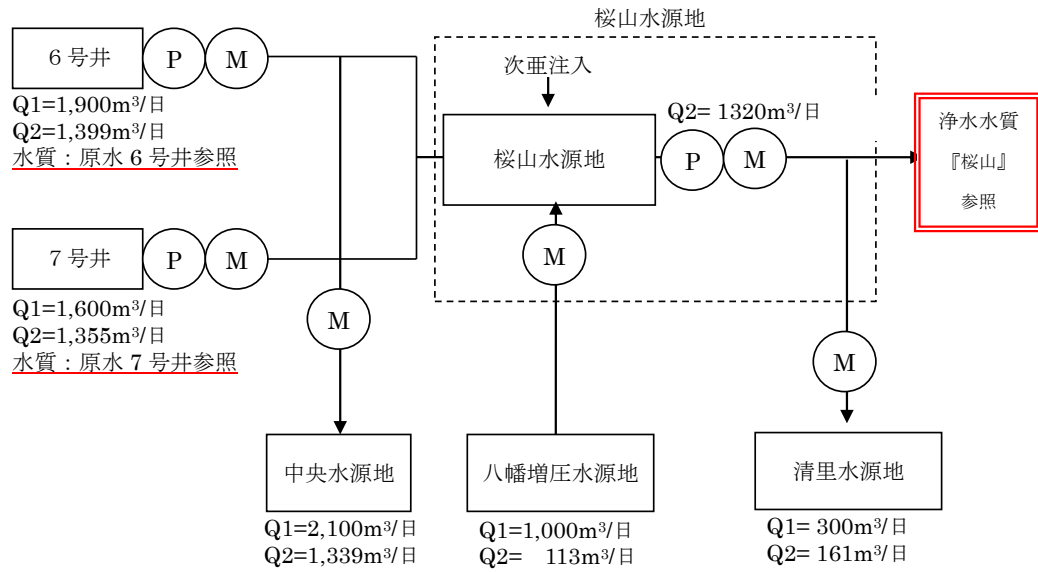 桜山水源地
6 号井
P
M
Q1=1,900m³/日
Q2=1,399m³/日
水質：原水 6 号井参照
次亜注入
桜山水源地
Q2= 1320m³/日
P
M
浄水水質
『桜山』
参照
7 号井
P
M
Q1=1,600m³/日
Q2=1,355m³/日
水質：原水 7 号井参照
M
M
M
中央水源地
Q1=2,100m³/日
Q2=1,339m³/日
八幡増圧水源地
Q1=1,000m³/日
Q2= 113m³/日
清里水源地
Q1= 300m³/日
Q2= 161m³/日